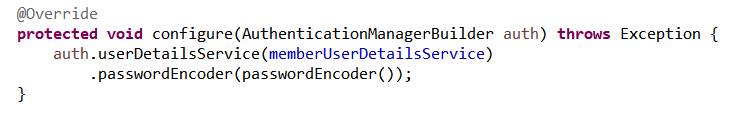 @Override
protected void configure(AuthenticationManagerBuilder auth) throws Exception {
    auth.userDetailsService(memberUserDetailsService)
        .passwordEncoder(passwordEncoder());
}